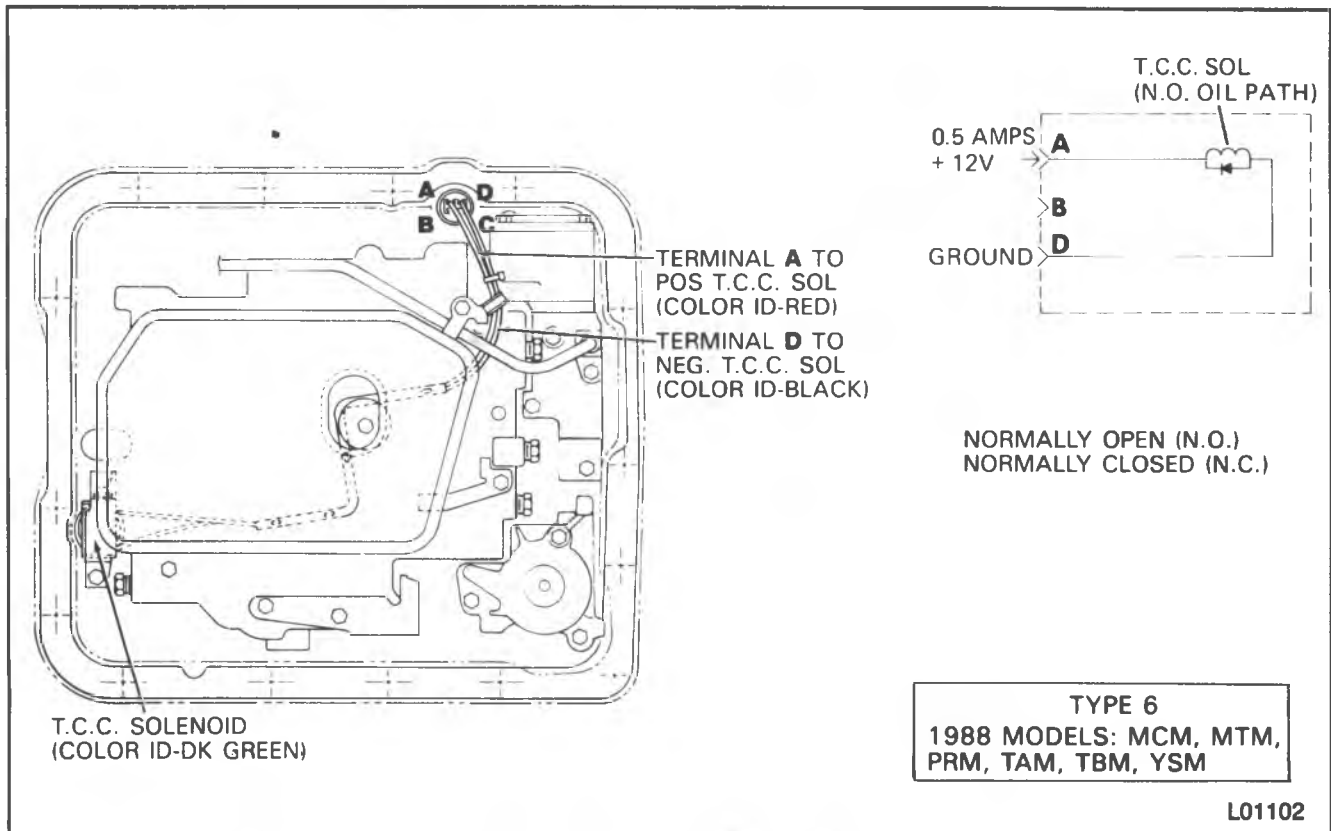 T.C.C. SOL
(N.O. OIL PATH)
0.5 AMPS
+ 12V
A
B
D
GROUND
A D
B C
TERMINAL A TO
POS T.C.C. SOL
(COLOR ID-RED)
TERMINAL D TO
NEG. T.C.C. SOL
(COLOR ID-BLACK)
NORMALLY OPEN (N.O.)
NORMALLY CLOSED (N.C.)
T.C.C. SOLENOID
(COLOR ID-DK GREEN)
TYPE 6
1988 MODELS: MCM, MTM,
PRM, TAM, TBM, YSM
L01102